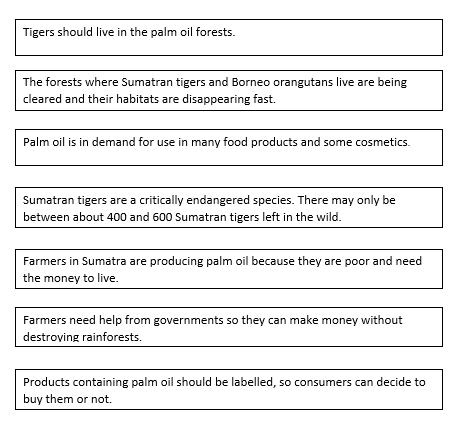 Tigers should live in the palm oil forests.
The forests where Sumatran tigers and Borneo orangutans live are being
cleared and their habitats are disappearing fast.
Palm oil is in demand for use in many food products and some cosmetics.
Sumatran tigers are a critically endangered species. There may only be
between about 400 and 600 Sumatran tigers left in the wild.
Farmers in Sumatra are producing palm oil because they are poor and need
the money to live.
Farmers need help from governments so they can make money without
destroying rainforests.
Products containing palm oil should be labelled, so consumers can decide to
buy them or not.